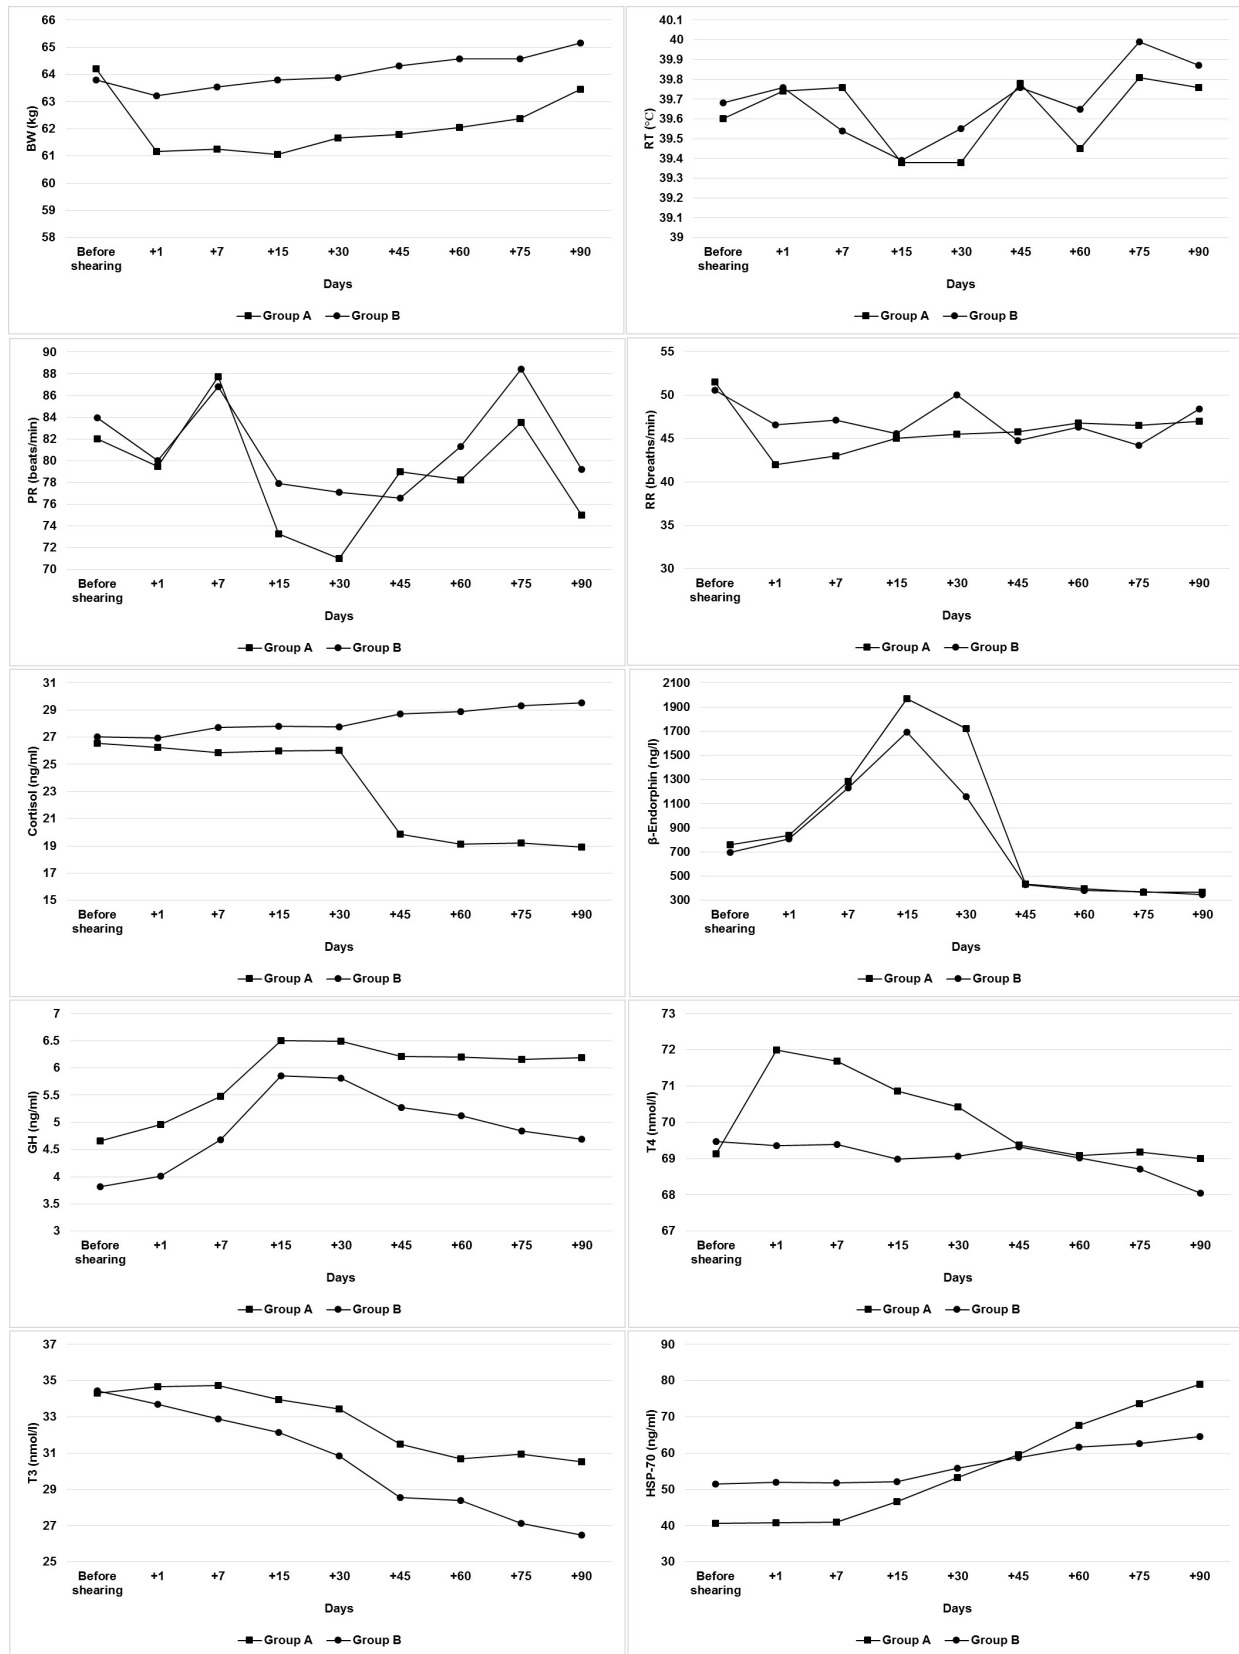 BW (kg)
66
65
64
63
62
61
60
59
58
Before shearing +1 +7 +15 +30 +45 +60 +75 +90
Days
Group A Group B
RT (°C)
40.1
40
39.9
39.8
39.7
39.6
39.5
39.4
39.3
39.2
39.1
39
Before shearing +1 +7 +15 +30 +45 +60 +75 +90
Days
Group A Group B
PR (beats/min)
90
88
86
84
82
80
78
76
74
72
70
Before shearing +1 +7 +15 +30 +45 +60 +75 +90
Days
Group A Group B
RR (breaths/min)
55
50
45
40
35
30
Before shearing +1 +7 +15 +30 +45 +60 +75 +90
Days
Group A Group B
Cortisol (ng/ml)
31
29
27
25
23
21
19
17
15
Before shearing +1 +7 +15 +30 +45 +60 +75 +90
Days
Group A Group B
β-Endorphin (ng/l)
2100
1900
1700
1500
1300
1100
900
700
500
300
Before shearing +1 +7 +15 +30 +45 +60 +75 +90
Days
Group A Group B
GH (ng/ml)
7
6.5
6
5.5
5
4.5
4
3.5
3
Before shearing +1 +7 +15 +30 +45 +60 +75 +90
Days
Group A Group B
T4 (nmol/l)
73
72
71
70
69
68
67
Before shearing +1 +7 +15 +30 +45 +60 +75 +90
Days
Group A Group B
T3 (nmol/l)
37
35
33
31
29
27
25
Before shearing +1 +7 +15 +30 +45 +60 +75 +90
Days
Group A Group B
HSP-70 (ng/ml)
90
80
70
60
50
40
30
Before shearing +1 +7 +15 +30 +45 +60 +75 +90
Days
Group A Group B